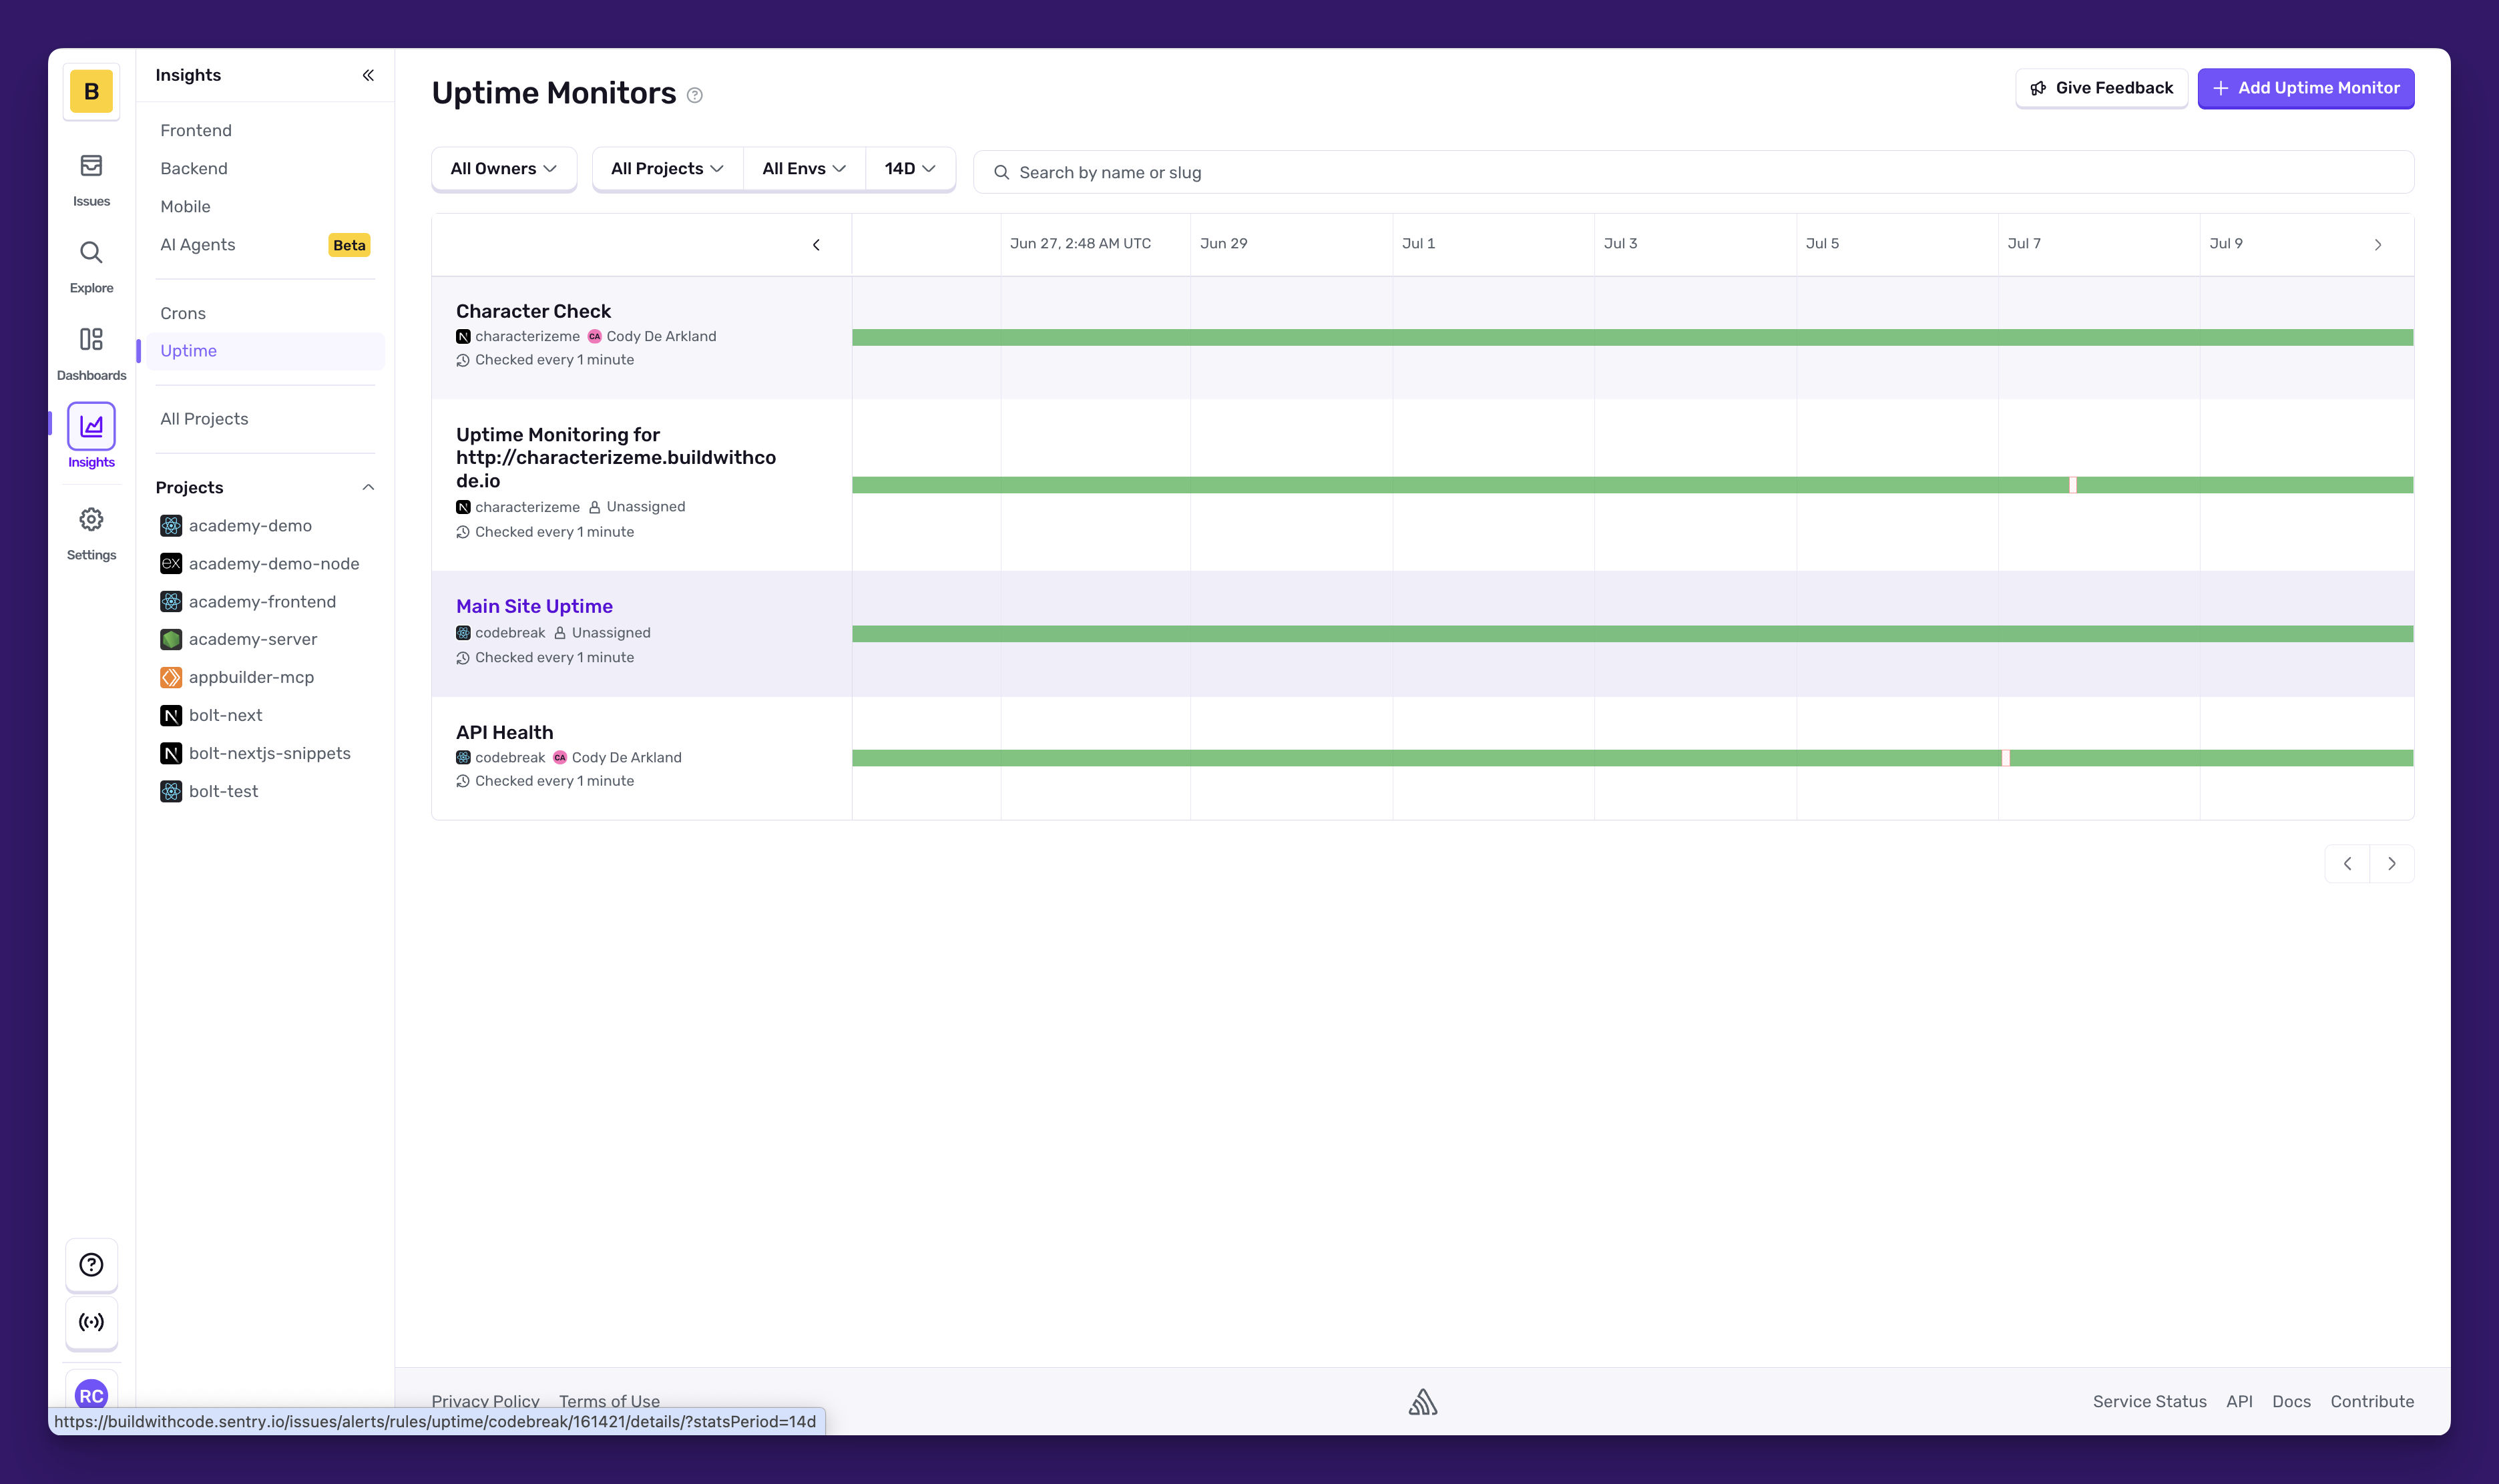 B
Issues
Explore
Dashboards
Insights
Settings
RC
Insights
Frontend
Backend
Mobile
AI Agents Beta
Crons
Uptime
All Projects
Projects
academy-demo
ex academy-demo-node
academy-frontend
academy-server
appbuilder-mcp
N bolt-next
N bolt-nextjs-snippets
bolt-test
Uptime Monitors ?
Give Feedback
+ Add Uptime Monitor
All Owners All Projects All Envs 14D Search by name or slug
Jun 27, 2:48 AM UTC Jun 29 Jul 1 Jul 3 Jul 5 Jul 7 Jul 9
Character Check
N characterizeme CA Cody De Arkland
Checked every 1 minute
Uptime Monitoring for
http://characterizeme.buildwithco
de.io
N characterizeme Unassigned
Checked every 1 minute
Main Site Uptime
codebreak Unassigned
Checked every 1 minute
API Health
codebreak CA Cody De Arkland
Checked every 1 minute
Privacy Policy Terms of Use Service Status API Docs Contribute
https://buildwithcode.sentry.io/issues/alerts/rules/uptime/codebreak/161421/details/?statsPeriod=14d